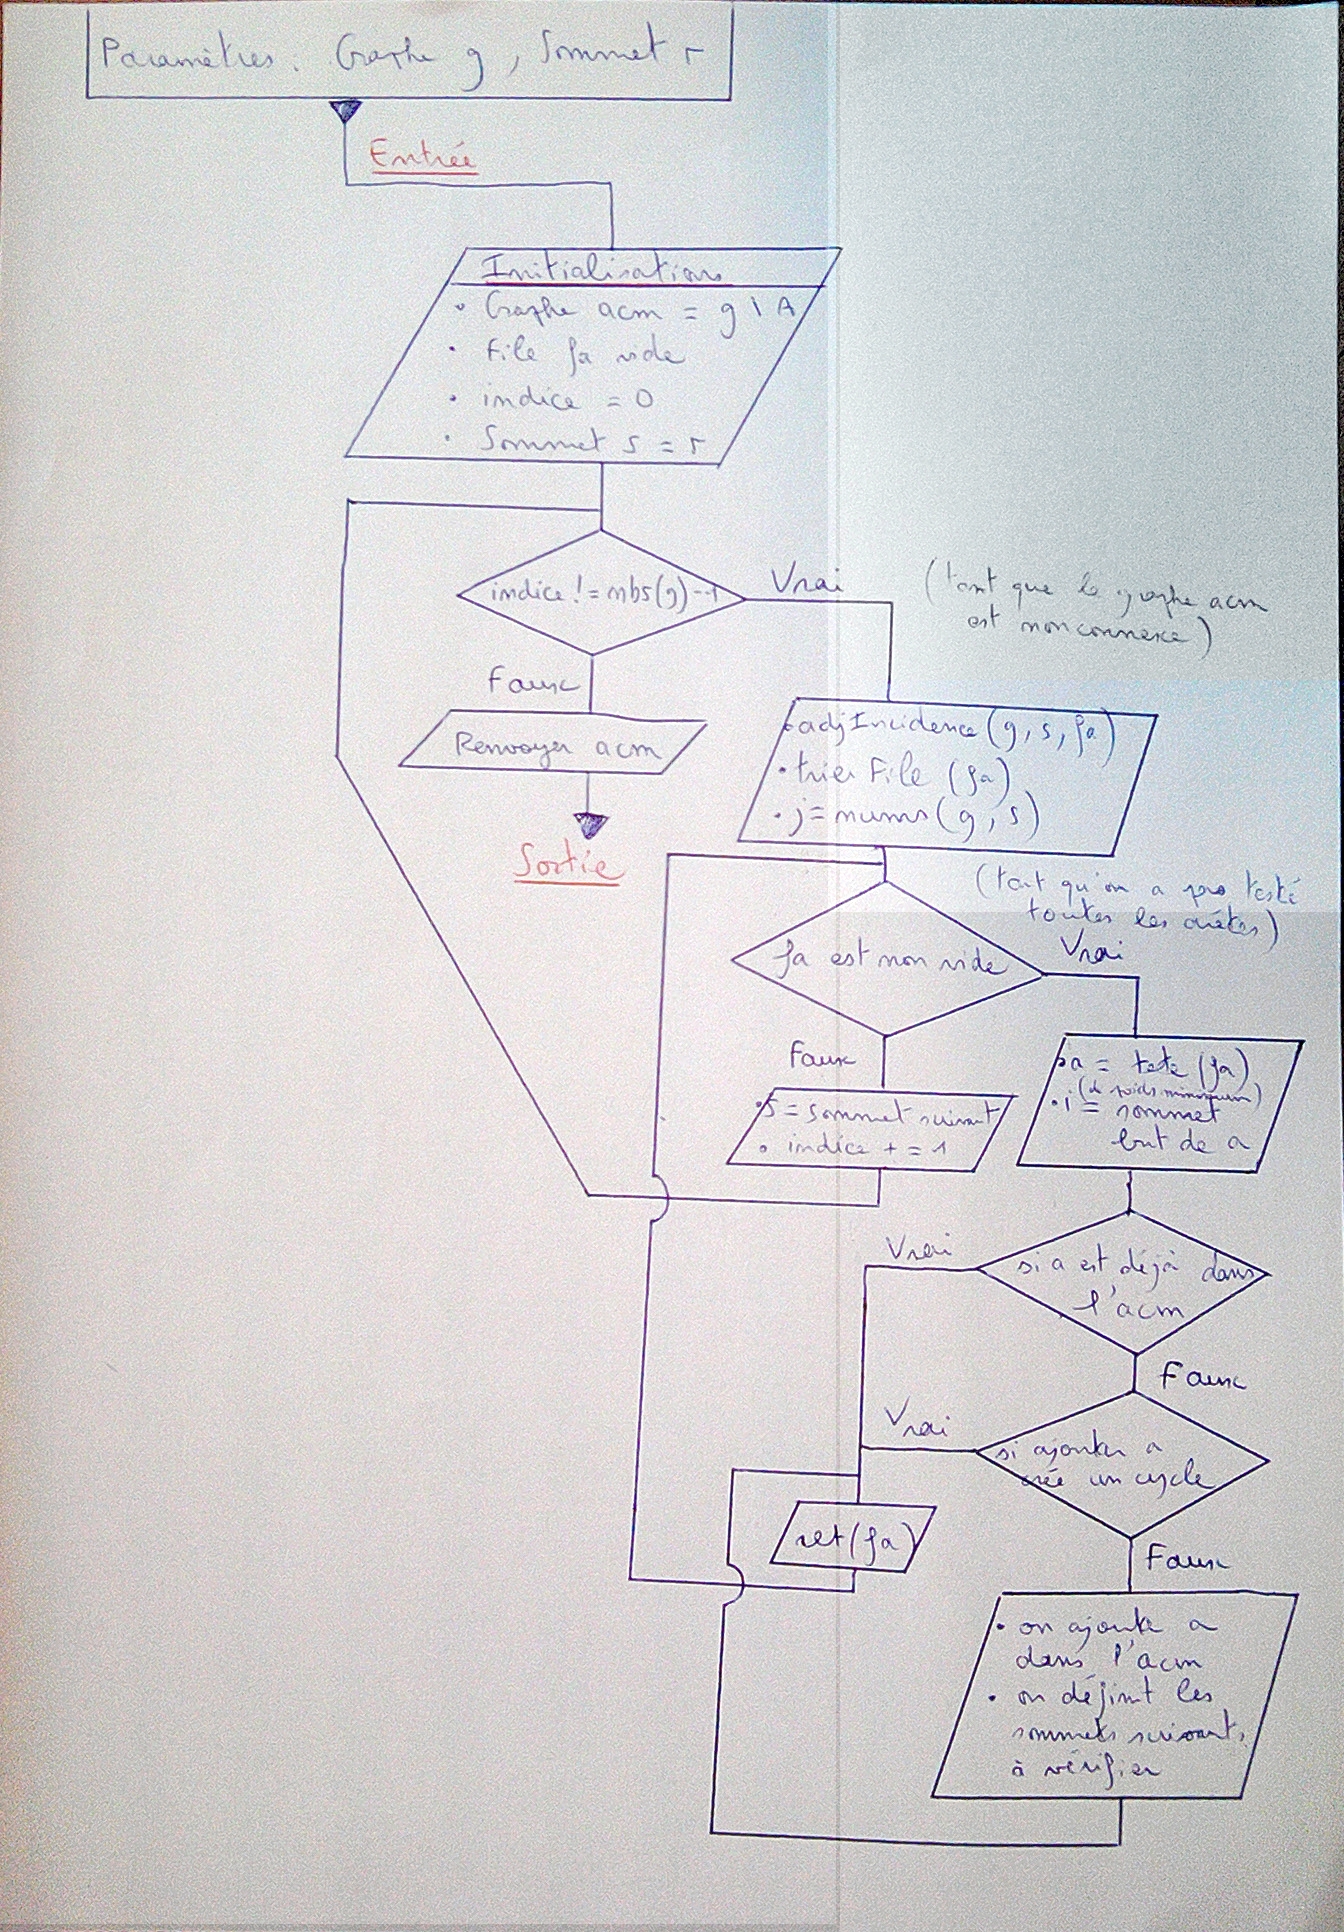 Paramètres : Graphe g, Sommet r
Entrée
Initialisations
• Graphe acm = g \ A
• File fa vide
• indice = 0
• Sommet s = r
indice != nbs(g)-1
Vrai
(tant que le graphe acm
est non connexe)
Faux
Renvoyer acm
Sortie
• adjIncidence(g, s, fa)
• trier File (fa)
• j = nums(g, s)
(tant qu'on a pas testé
toutes les arêtes)
fa est non vide
Vrai
Faux
• s = sommet suivant
• indice += 1
• a = tete (fa)
(de poids minimum)
• i = sommet
but de a
si a est déjà dans
l'acm
Vrai
Faux
si ajouter a
crée un cycle
Vrai
Faux
ret(fa)
• on ajoute a
dans l'acm
• on définit les
sommets suivants
à vérifier